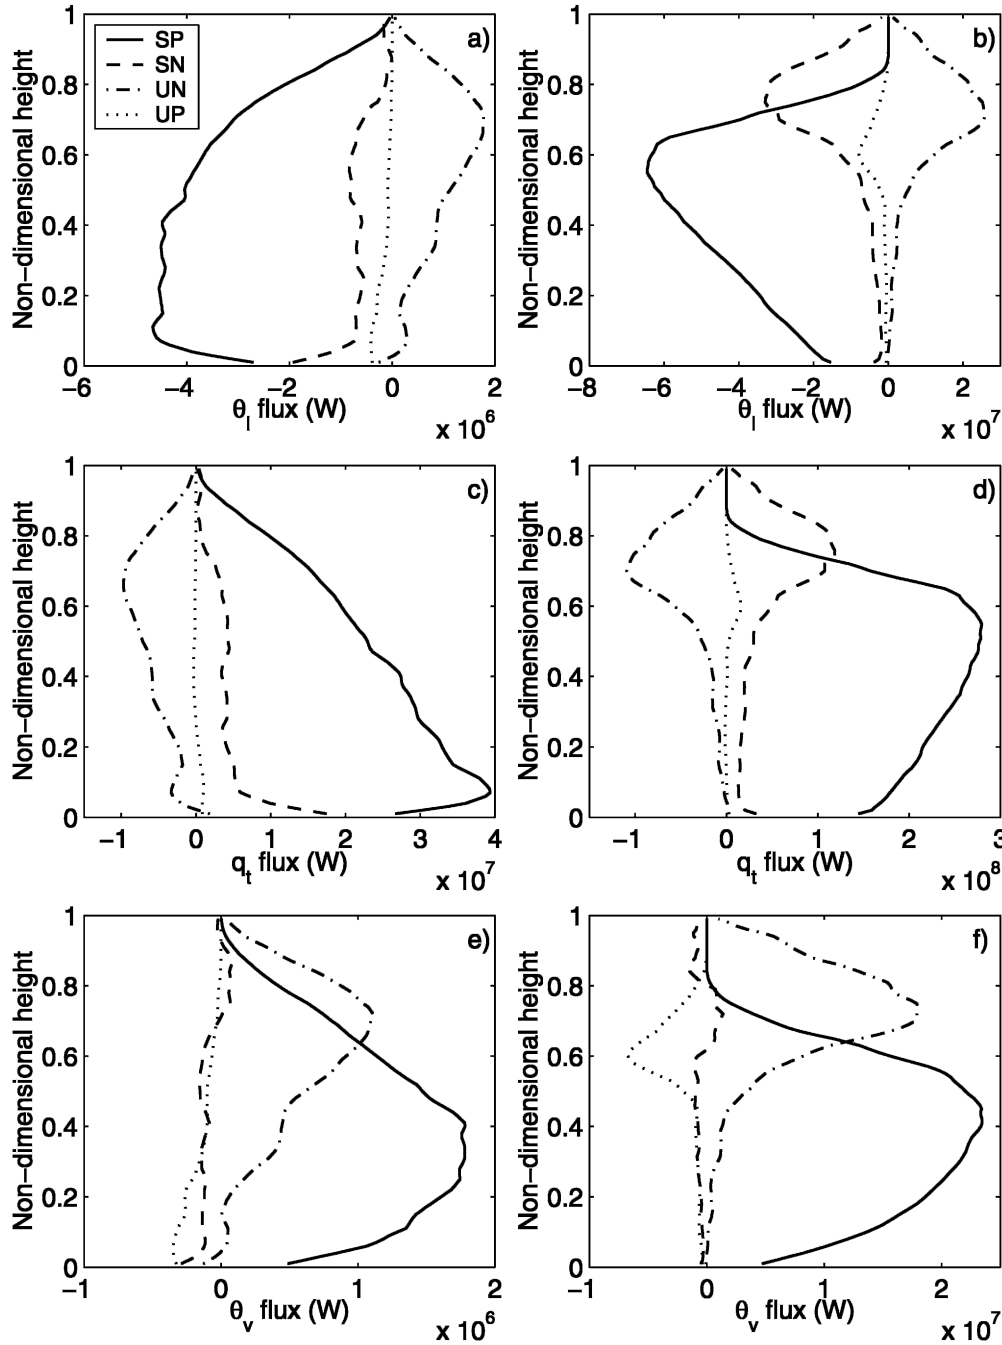 a)
SP
SN
UN
UP
Non-dimensional height
1
0.8
0.6
0.4
0.2
0
−6
−4
−2
0
2
θl flux (W)
x 10^6
b)
Non-dimensional height
1
0.8
0.6
0.4
0.2
0
−8
−6
−4
−2
0
2
θl flux (W)
x 10^7
c)
Non-dimensional height
1
0.8
0.6
0.4
0.2
0
−1
0
1
2
3
4
qt flux (W)
x 10^7
d)
Non-dimensional height
1
0.8
0.6
0.4
0.2
0
−1
0
1
2
3
qt flux (W)
x 10^8
e)
Non-dimensional height
1
0.8
0.6
0.4
0.2
0
−1
0
1
2
θv flux (W)
x 10^6
f)
Non-dimensional height
1
0.8
0.6
0.4
0.2
0
−1
0
1
2
θv flux (W)
x 10^7